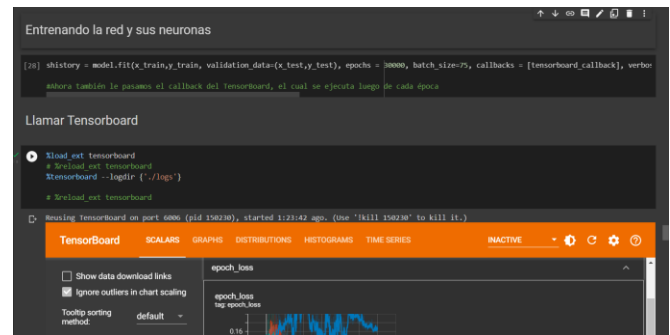 Entrenando la red y sus neuronas
[28] shistory = model.fit(x_train,y_train, validation_data=(x_test,y_test), epochs = 30000, batch_size=75, callbacks = [tensorboard_callback], verbos
#Ahora también le pasamos el callback del TensorBoard, el cual se ejecuta luego de cada época
Llamar Tensorboard
%load_ext tensorboard
# %reload_ext tensorboard
%tensorboard --logdir {'./logs'}
# %reload_ext tensorboard
Reusing TensorBoard on port 6006 (pid 150230), started 1:23:42 ago. (Use '!kill 150230' to kill it.)
TensorBoard SCALARS GRAPHS DISTRIBUTIONS HISTOGRAMS TIME SERIES INACTIVE
Show data download links
Ignore outliers in chart scaling
Tooltip sorting
method: default
epoch_loss
epoch_loss
tag: epoch_loss
0.16